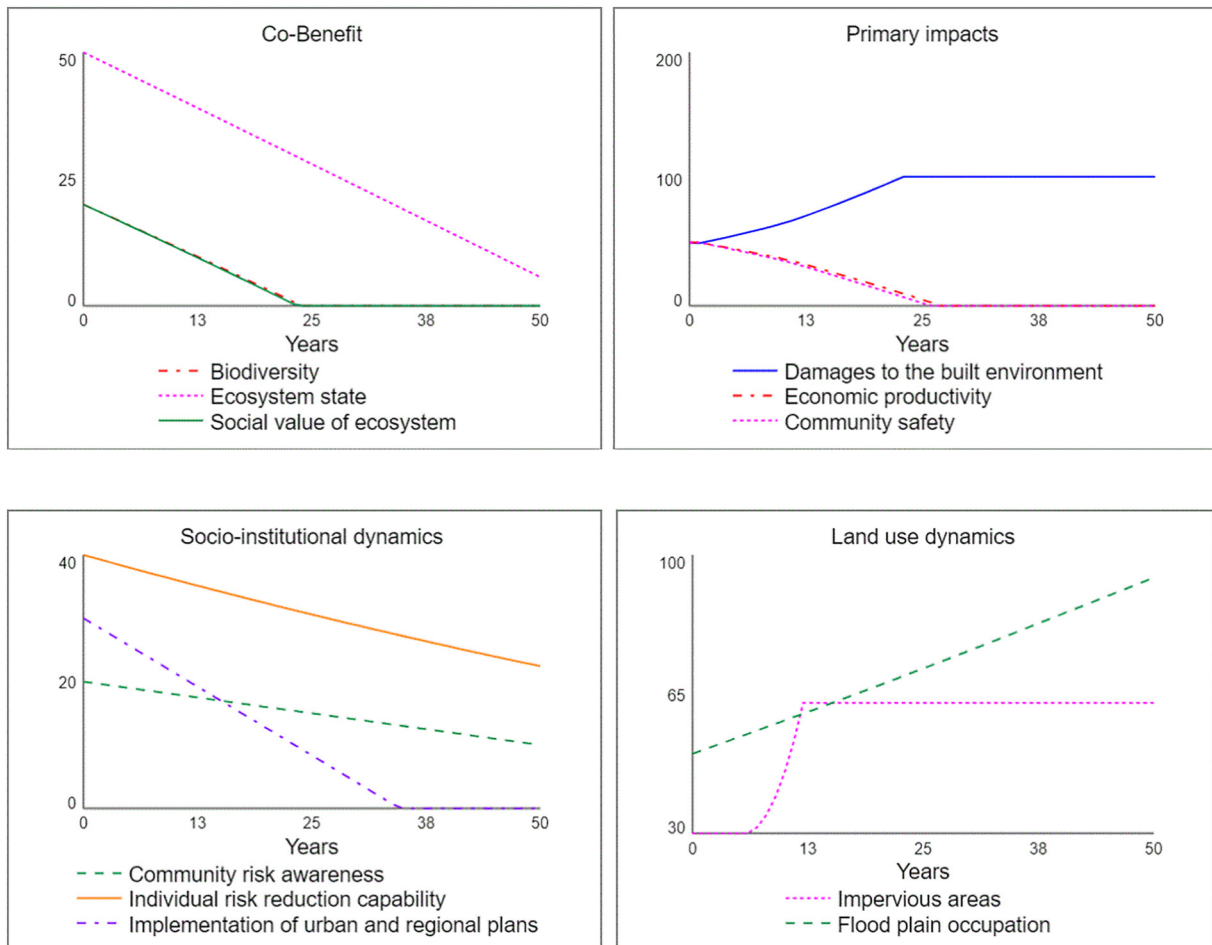 Co-Benefit
50
25
0
0 13 25 38 50
Years
Biodiversity
Ecosystem state
Social value of ecosystem
Primary impacts
200
100
0
0 13 25 38 50
Years
Damages to the built environment
Economic productivity
Community safety
Socio-institutional dynamics
40
20
0
0 13 25 38 50
Years
Community risk awareness
Individual risk reduction capability
Implementation of urban and regional plans
Land use dynamics
100
65
30
0 13 25 38 50
Years
Impervious areas
Flood plain occupation